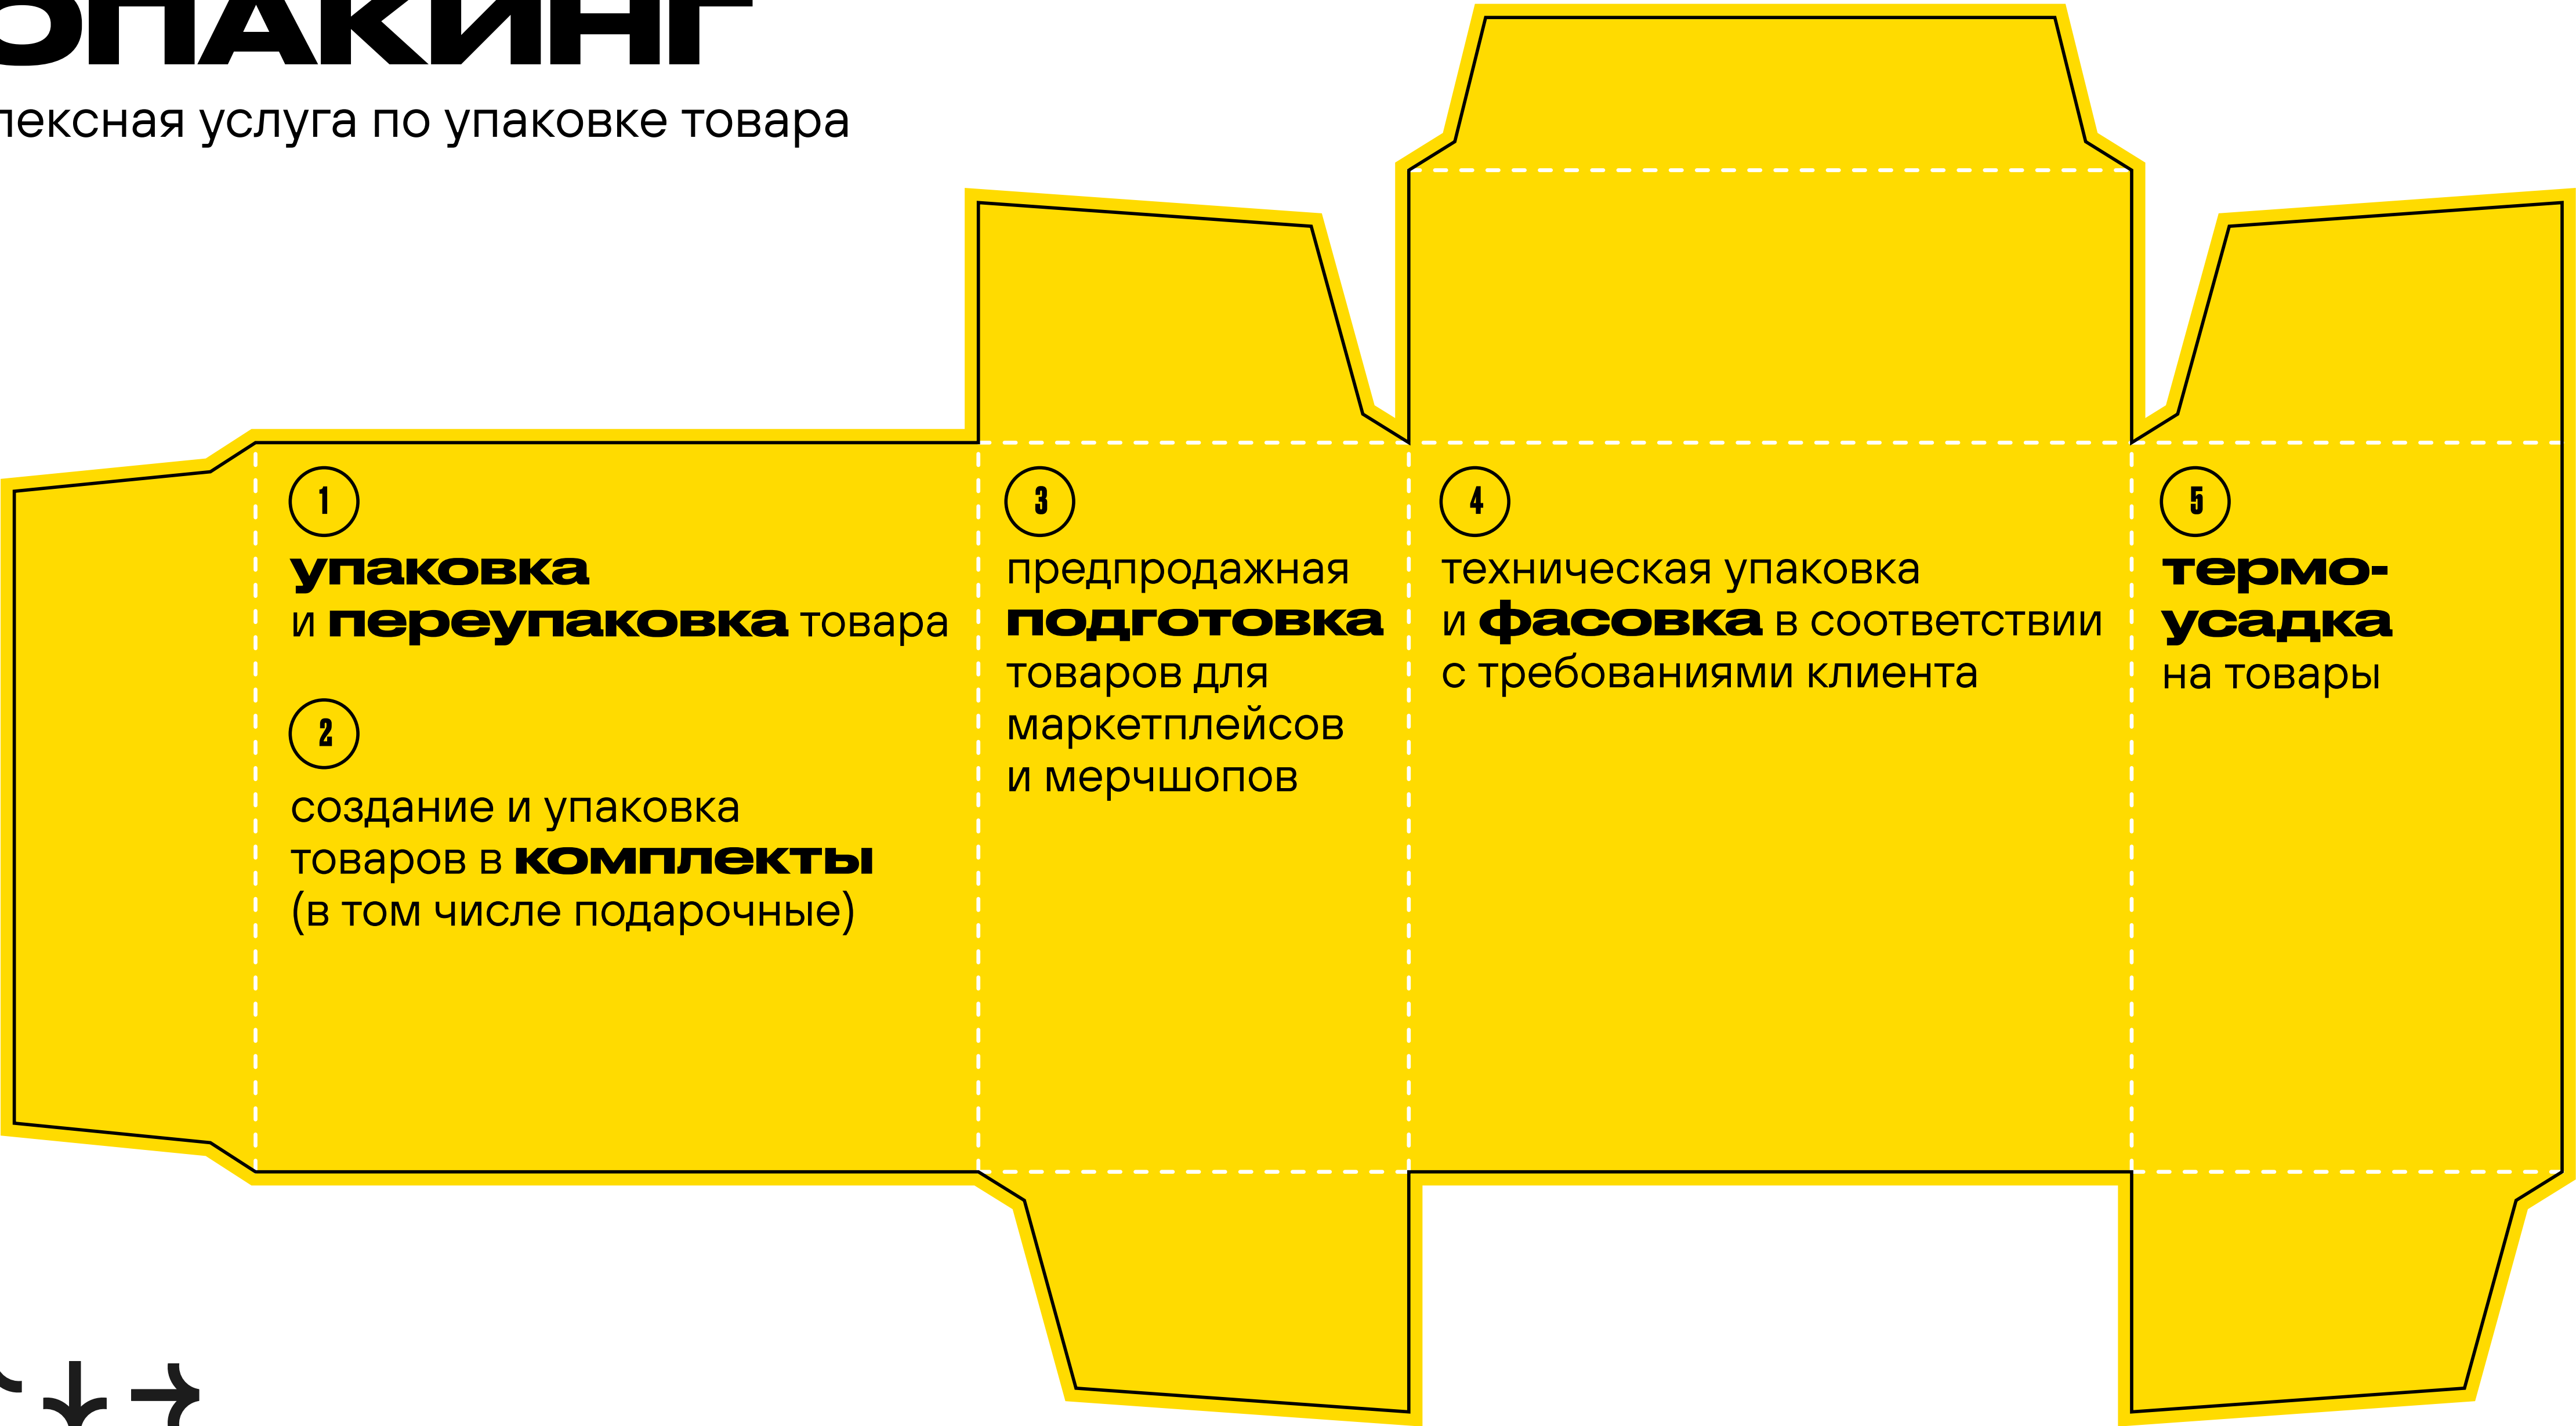 ОПАКИНГ
лексная услуга по упаковке товара
1
упаковка
и переупаковка товара
2
создание и упаковка
товаров в комплекты
(в том числе подарочные)
3
предпродажная
подготовка
товаров для
маркетплейсов
и мерчшопов
4
техническая упаковка
и фасовка в соответствии
с требованиями клиента
5
термо-
усадка
на товары